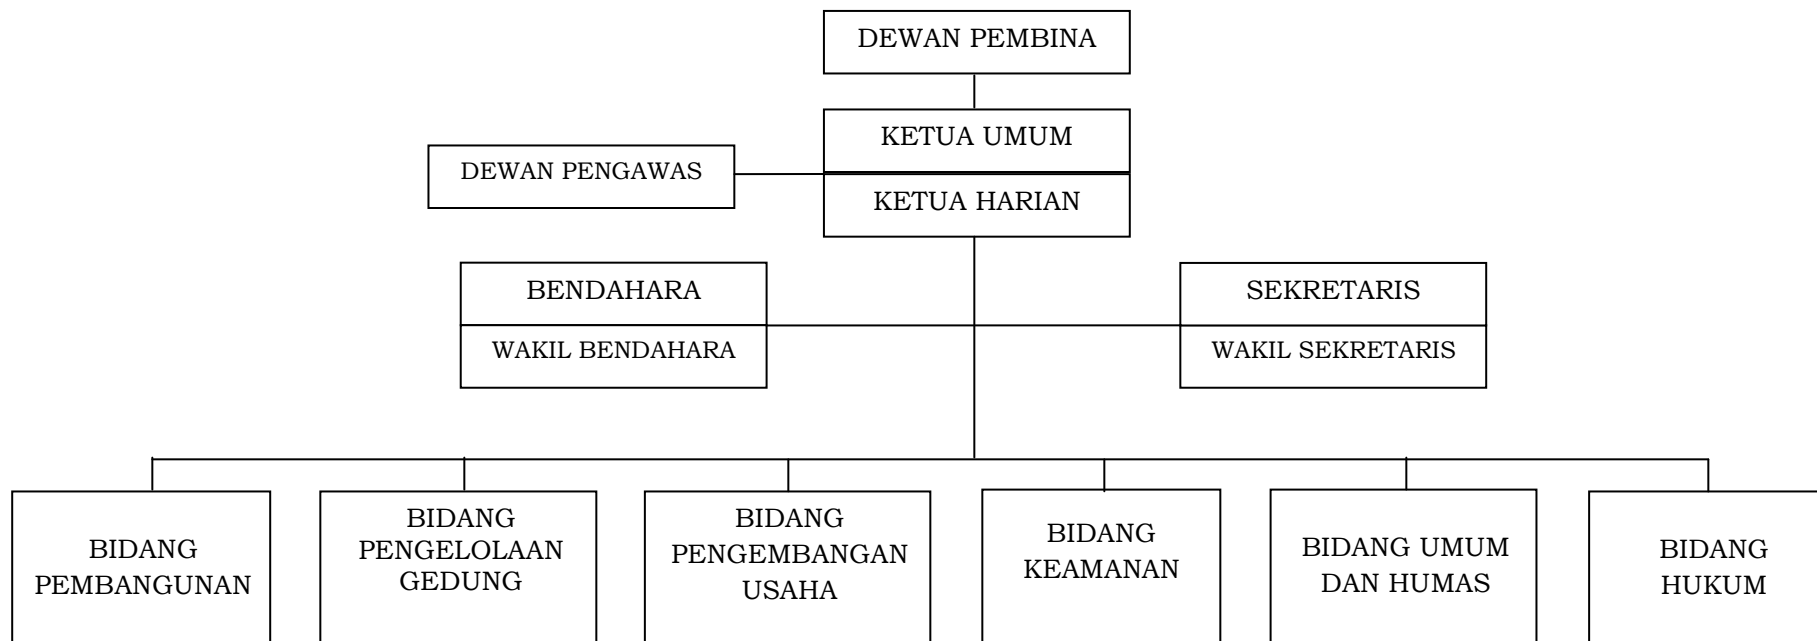 DEWAN PEMBINA
KETUA UMUM
DEWAN PENGAWAS
KETUA HARIAN
BENDAHARA
SEKRETARIS
WAKIL BENDAHARA
WAKIL SEKRETARIS
BIDANG
PEMBANGUNAN
BIDANG
PENGELOLAAN
GEDUNG
BIDANG
PENGEMBANGAN
USAHA
BIDANG
KEAMANAN
BIDANG UMUM
DAN HUMAS
BIDANG
HUKUM